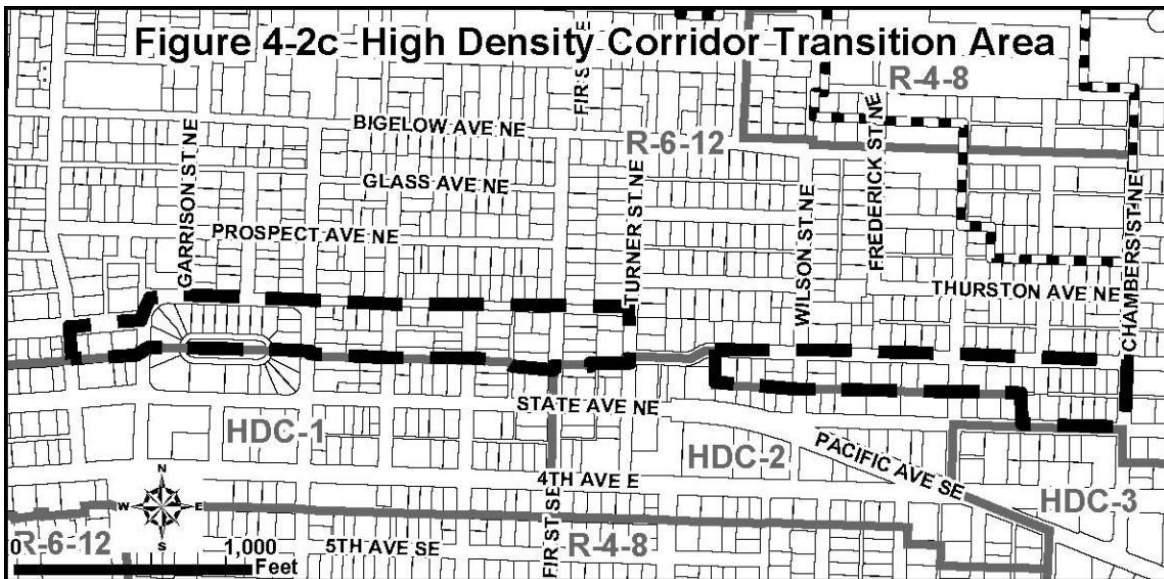 Figure 4-2c High Density Corridor Transition Area
FIR ST NE
R-4-8
BIGELOW AVE NE
R-6-12
GLASS AVE NE
GARRISON ST NE
PROSPECT AVE NE
TURNER ST NE
WILSON ST NE
FREDERICK ST NE
CHAMBERS ST NE
THURSTON AVE NE
STATE AVE NE
HDC-1
HDC-2
PACIFIC AVE SE
HDC-3
4TH AVE E
N
W E
S
FIR ST SE
R-6-12
5TH AVE SE
R-4-8
0 1,000
Feet